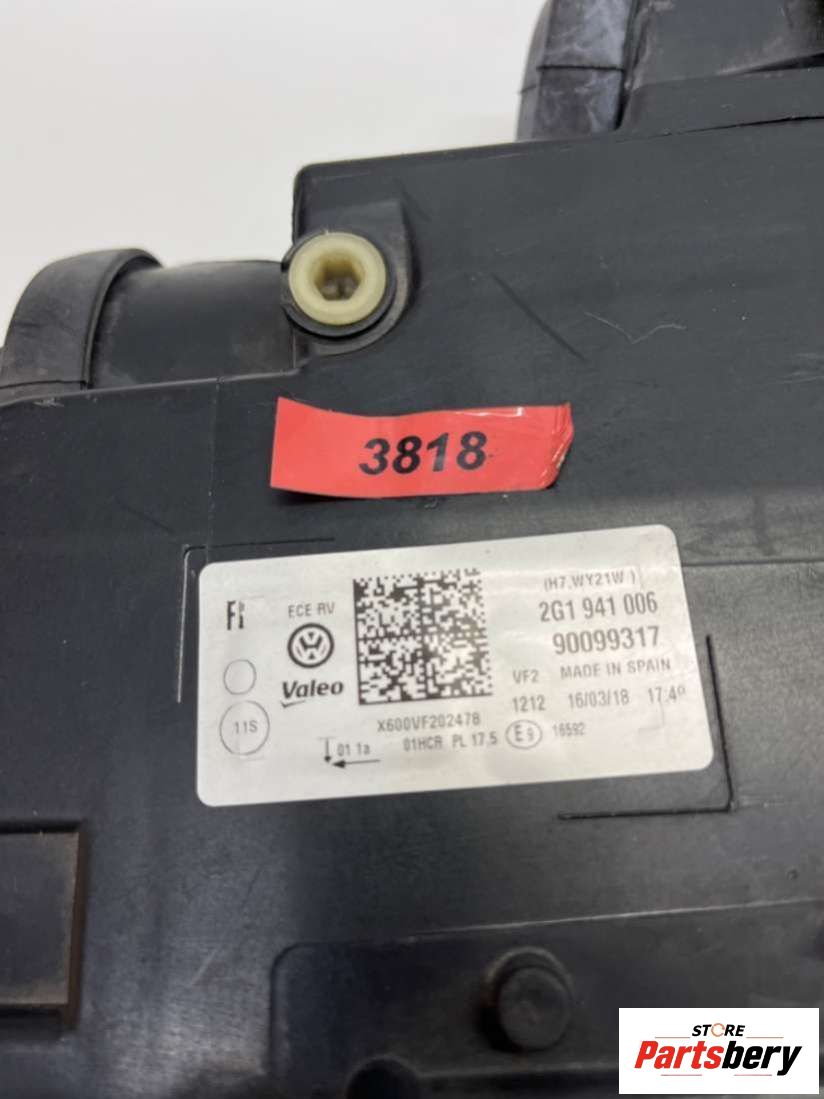 3818
ECE RV
(H7,WY21W)
2G1 941 006
90099317
Valeo
VF2 MADE IN SPAIN
X600VF202478
1212 16/03/18
11S
01 1a
01HCR PL 17.5 E9 16592
STORE
Partsbery